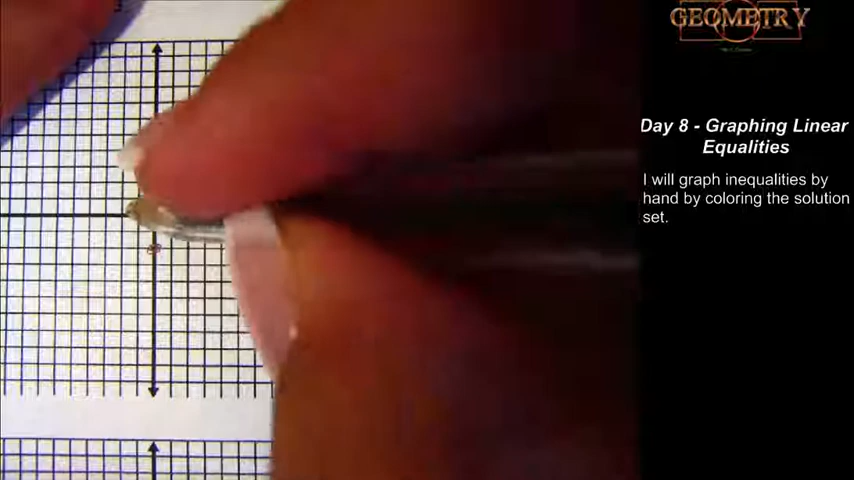 GEOMETRY
Day 8 - Graphing Linear
Equalities
I will graph inequalities by
hand by coloring the solution
set.